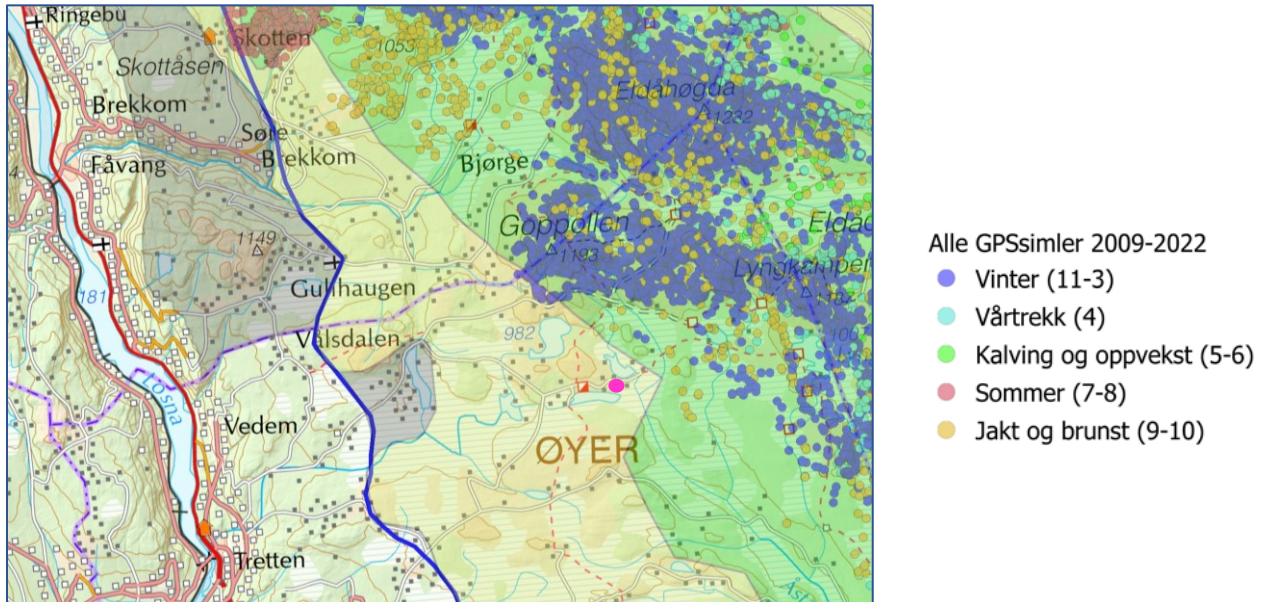 Ringebu
Skotten
1053
Skottåsen
Eldåhøgda
1232
Brekkom
Søre
Brekkom
Fåvang
Bjørge
Goppollen
1149
1193
Lyngkampen
181
Gullhaugen
982
Valsdalen
Losna
Vedem
ØYER
Tretten
Alle GPSsimler 2009-2022
Vinter (11-3)
Vårtrekk (4)
Kalving og oppvekst (5-6)
Sommer (7-8)
Jakt og brunst (9-10)